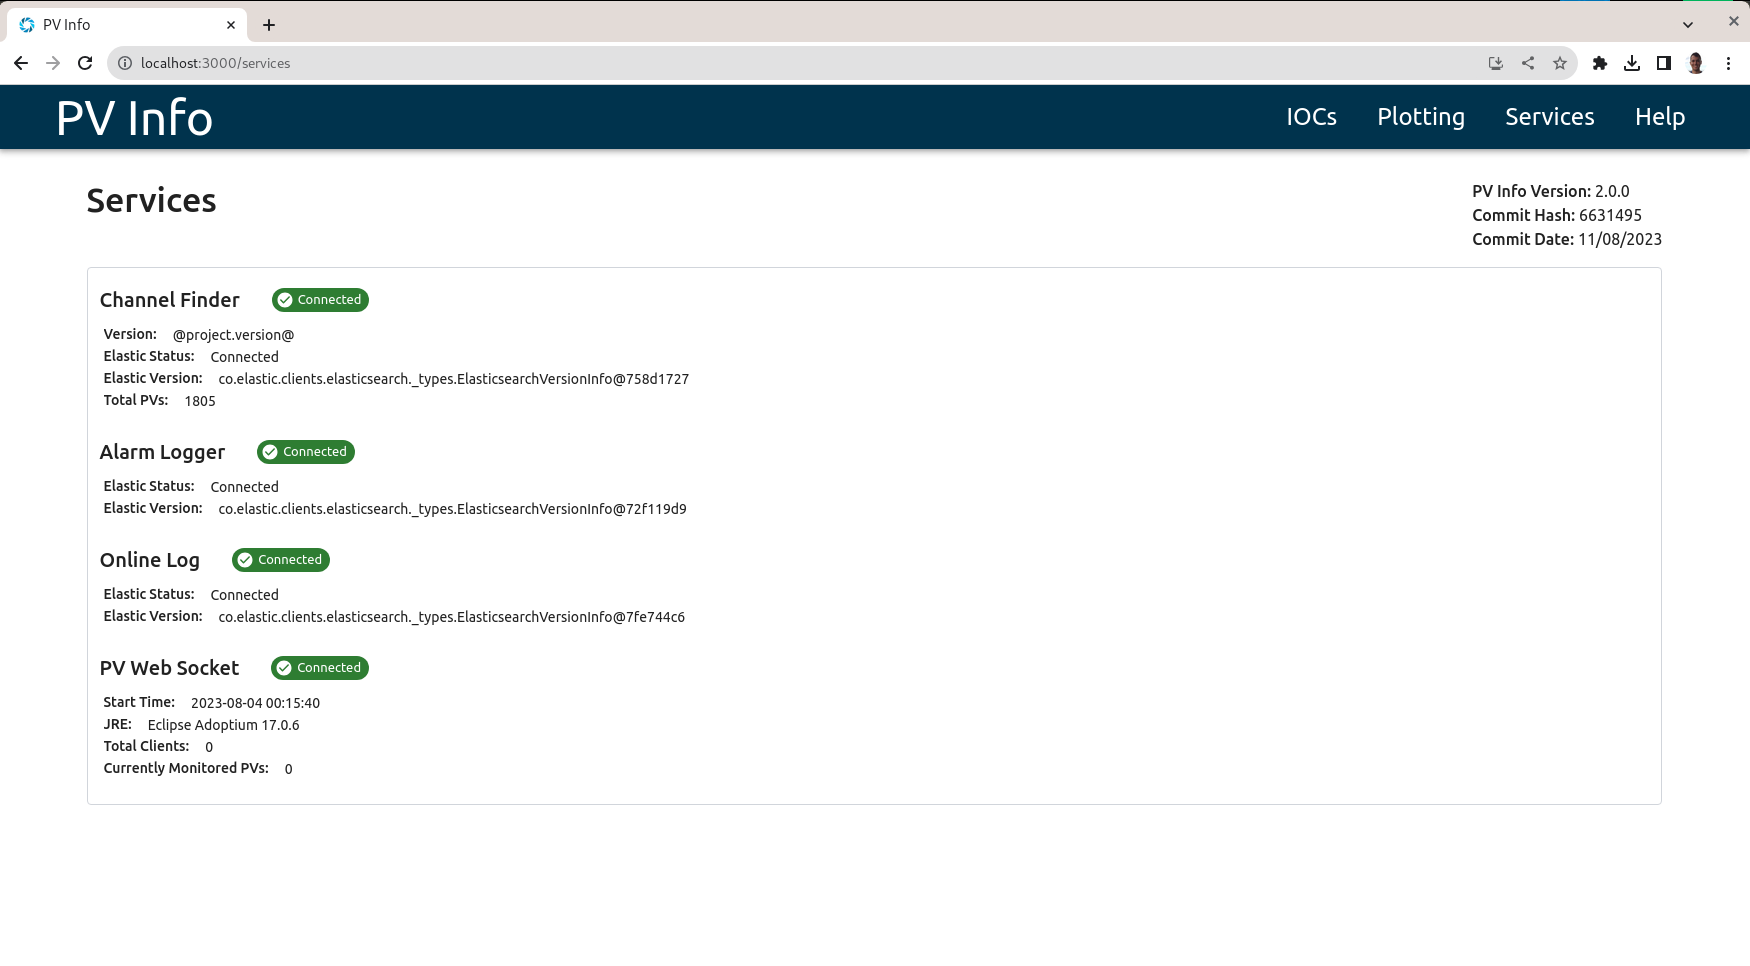 PV Info
localhost:3000/services
PV Info
IOCs Plotting Services Help
Services
PV Info Version: 2.0.0
Commit Hash: 6631495
Commit Date: 11/08/2023
Channel Finder Connected
Version: @project.version@
Elastic Status: Connected
Elastic Version: co.elastic.clients.elasticsearch._types.ElasticsearchVersionInfo@758d1727
Total PVs: 1805
Alarm Logger Connected
Elastic Status: Connected
Elastic Version: co.elastic.clients.elasticsearch._types.ElasticsearchVersionInfo@72f119d9
Online Log Connected
Elastic Status: Connected
Elastic Version: co.elastic.clients.elasticsearch._types.ElasticsearchVersionInfo@7fe744c6
PV Web Socket Connected
Start Time: 2023-08-04 00:15:40
JRE: Eclipse Adoptium 17.0.6
Total Clients: 0
Currently Monitored PVs: 0